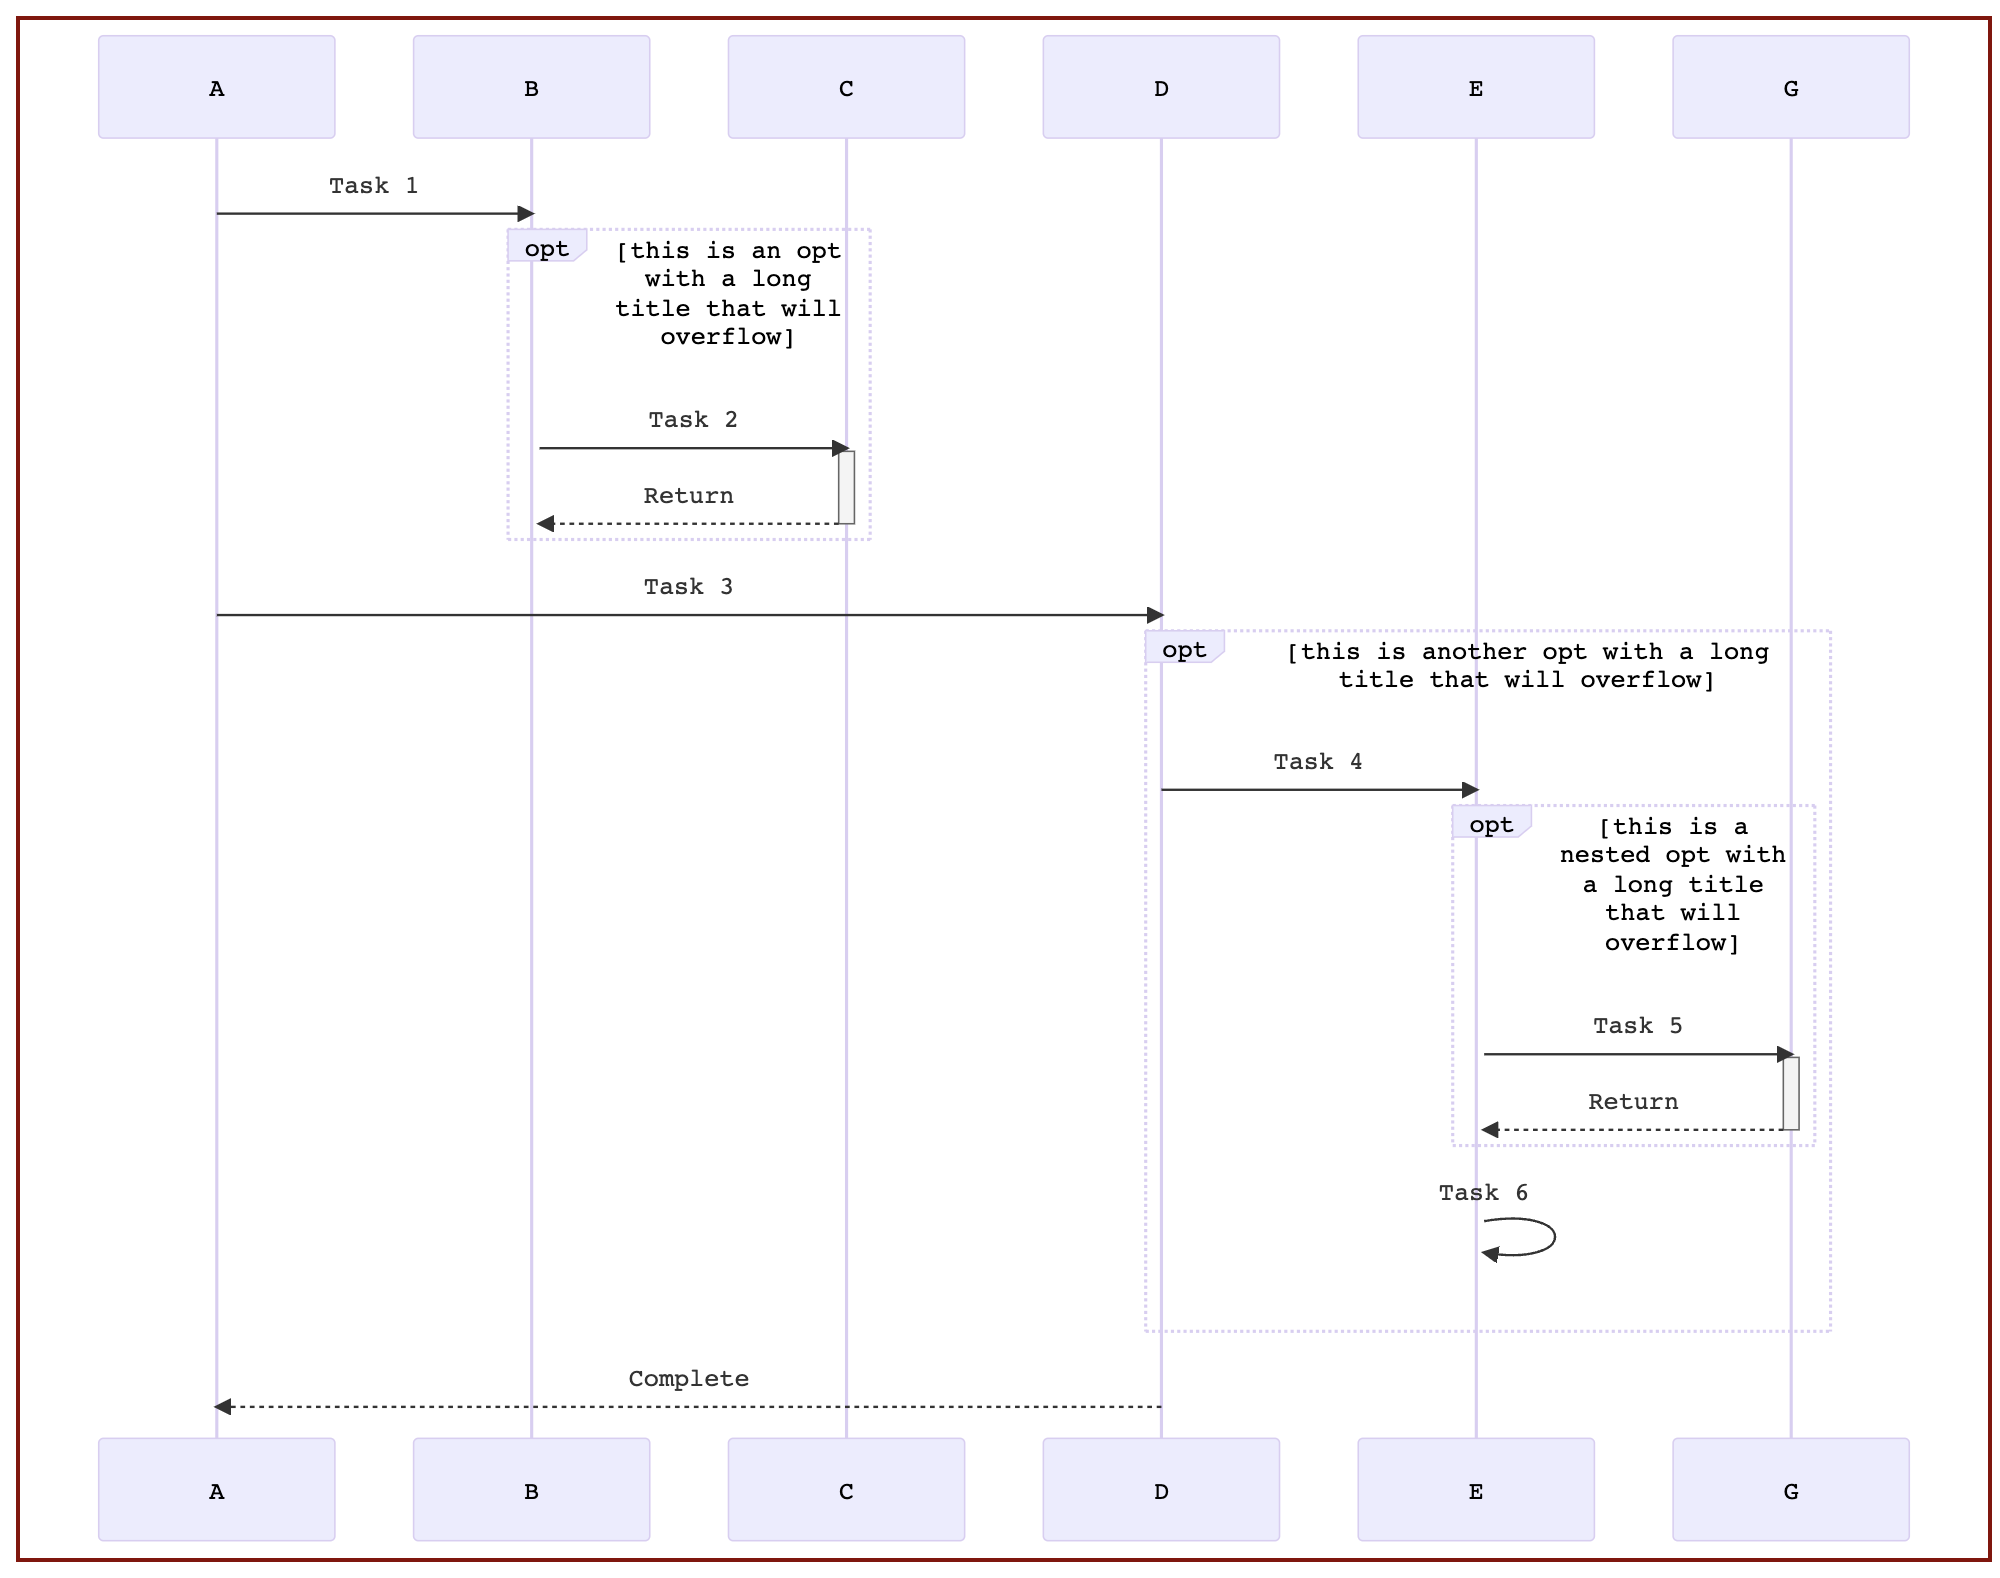 A
B
C
D
E
G
Task 1
opt
[this is an opt
with a long
title that will
overflow]
Task 2
Return
Task 3
opt
[this is another opt with a long
title that will overflow]
Task 4
opt
[this is a
nested opt with
a long title
that will
overflow]
Task 5
Return
Task 6
Complete
A
B
C
D
E
G